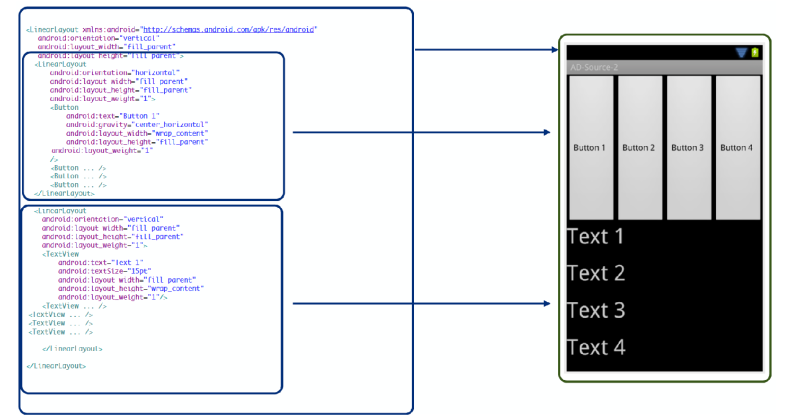 <LinearLayout xmlns:android="http://schemas.android.com/apk/res/android"
android:orientation="vertical"
android:layout_width="fill_parent"
android:layout_height="fill_parent">
<LinearLayout
android:orientation="horizontal"
android:layout_width="fill_parent"
android:layout_height="fill_parent"
android:layout_weight="1">
<Button
android:text="Button 1"
android:gravity="center_horizontal"
android:layout_width="wrap_content"
android:layout_height="fill_parent"
android:layout_weight="1"
/>
<Button ... />
<Button ... />
<Button ... />
</LinearLayout>
<LinearLayout
android:orientation="vertical"
android:layout_width="fill_parent"
android:layout_height="fill_parent"
android:layout_weight="1">
<TextView
android:text="Text 1"
android:textSize="15pt"
android:layout_width="fill_parent"
android:layout_height="wrap_content"
android:layout_weight="1"/>
<TextView ... />
<TextView ... />
<TextView ... />
<TextView ... />
</LinearLayout>
</LinearLayout>
AD-Source-2
Button 1 Button 2 Button 3 Button 4
Text 1
Text 2
Text 3
Text 4